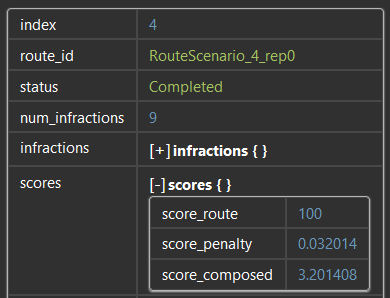 index 4
route_id RouteScenario_4_rep0
status Completed
num_infractions 9
infractions [+] infractions { }
scores [-] scores { }
score_route 100
score_penalty 0.032014
score_composed 3.201408